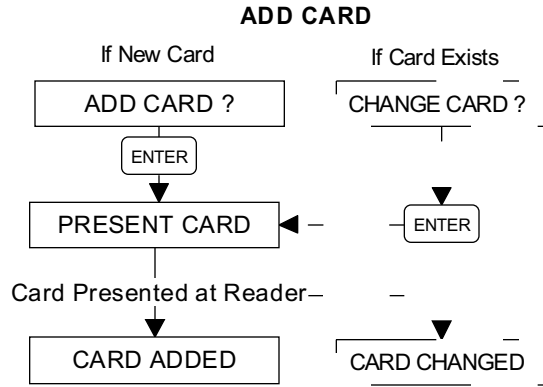 ADD CARD
If New Card
If Card Exists
ADD CARD ?
CHANGE CARD ?
ENTER
PRESENT CARD
ENTER
Card Presented at Reader
CARD ADDED
CARD CHANGED